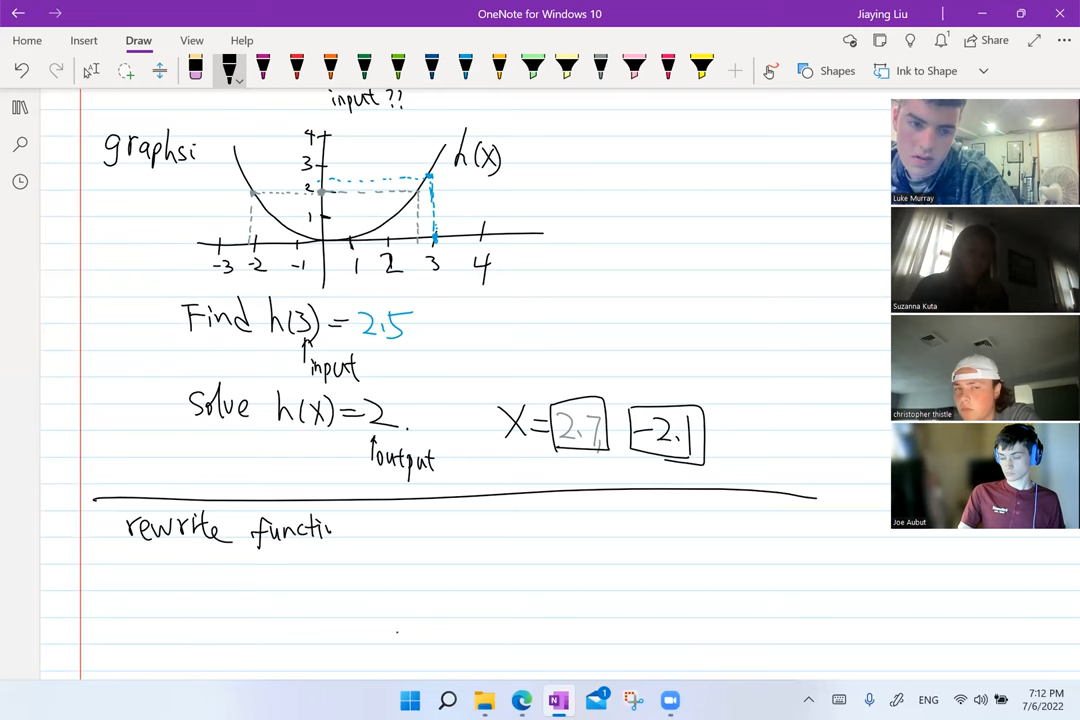 OneNote for Windows 10
Jiaying Liu
Home Insert Draw View Help
Share
Shapes
Ink to Shape
input ??
graphsi
h(x)
4
3
2
1
-3 -2 -1 1 2 3 4
Find h(3) = 2.5
input
Solve h(x) = 2.
output
x = 2.7, -2.1
rewrite functi
Luke Murray
Suzanna Kuta
christopher thistle
Joe Aubut
1
ENG
7:12 PM
7/6/2022